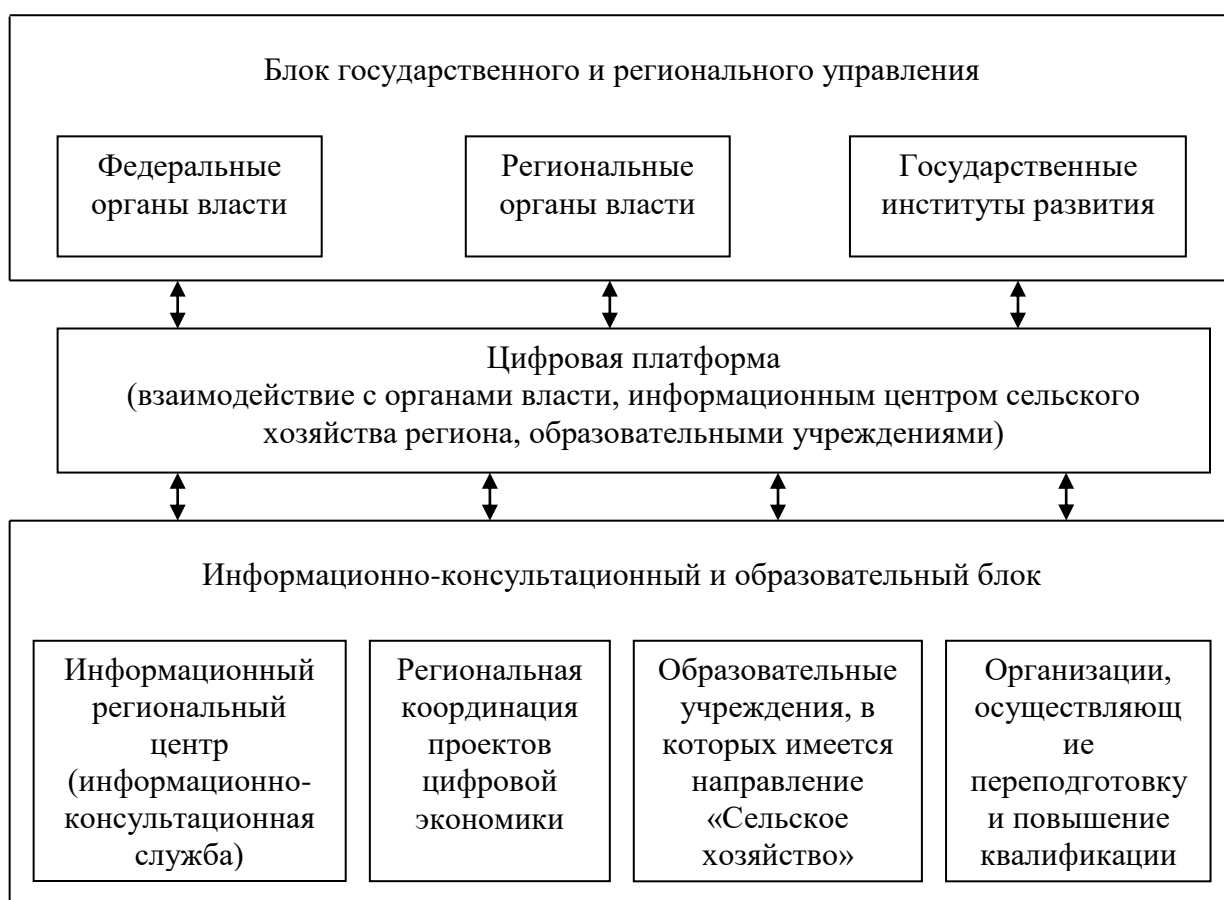 Блок государственного и регионального управления
Федеральные
органы власти
Региональные
органы власти
Государственные
институты развития
Цифровая платформа
(взаимодействие с органами власти, информационным центром сельского
хозяйства региона, образовательными учреждениями)
Информационно-консультационный и образовательный блок
Информационный
региональный
центр
(информационно-
консультационная
служба)
Региональная
координация
проектов
цифровой
экономики
Образовательные
учреждения, в
которых имеется
направление
«Сельское
хозяйство»
Организации,
осуществляющ
ие
переподготовку
и повышение
квалификации